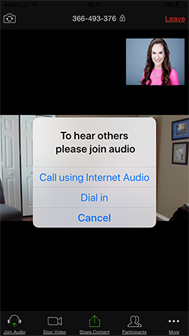 366-493-376
Leave
To hear others
please join audio
Call using Internet Audio
Dial in
Cancel
Join Audio
Stop Video
Share Content
Participants
More